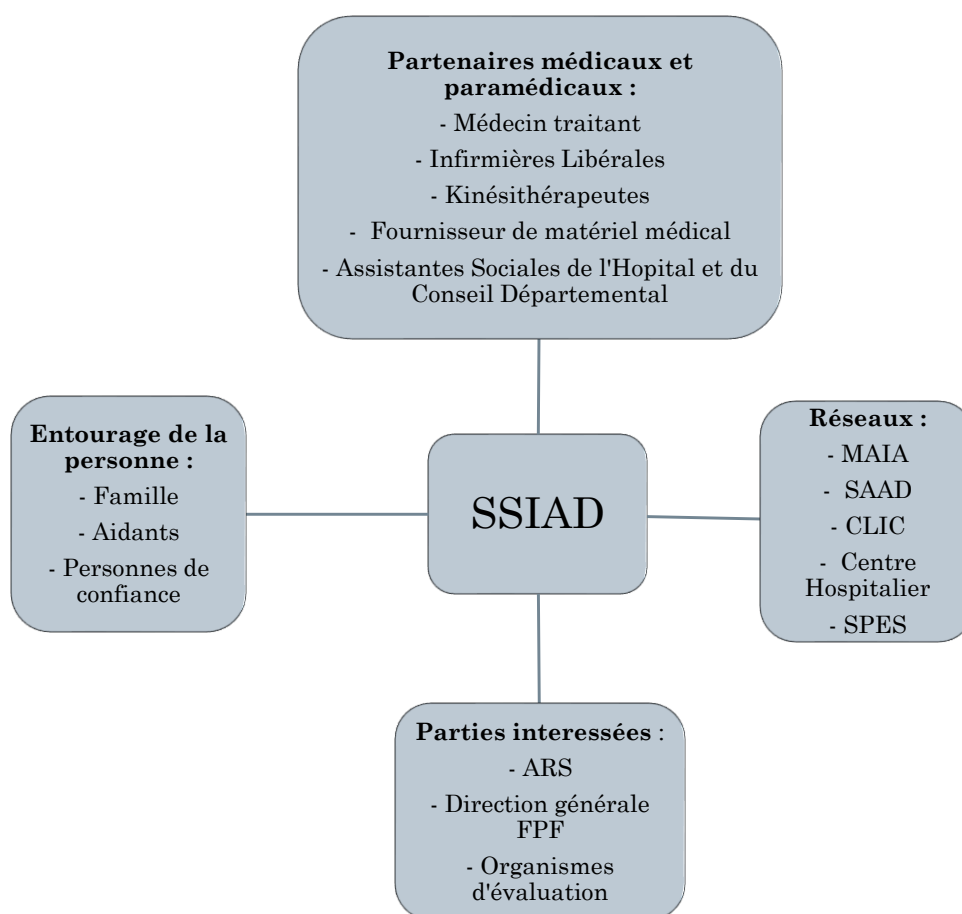 Partenaires médicaux et
paramédicaux :
- Médecin traitant
- Infirmières Libérales
- Kinésithérapeutes
- Fournisseur de matériel médical
- Assistantes Sociales de l'Hopital et du
Conseil Départemental
Entourage de la
personne :
- Famille
- Aidants
- Personnes de
confiance
SSIAD
Réseaux :
- MAIA
- SAAD
- CLIC
- Centre
Hospitalier
- SPES
Parties interessées :
- ARS
- Direction générale
FPF
- Organismes
d'évaluation